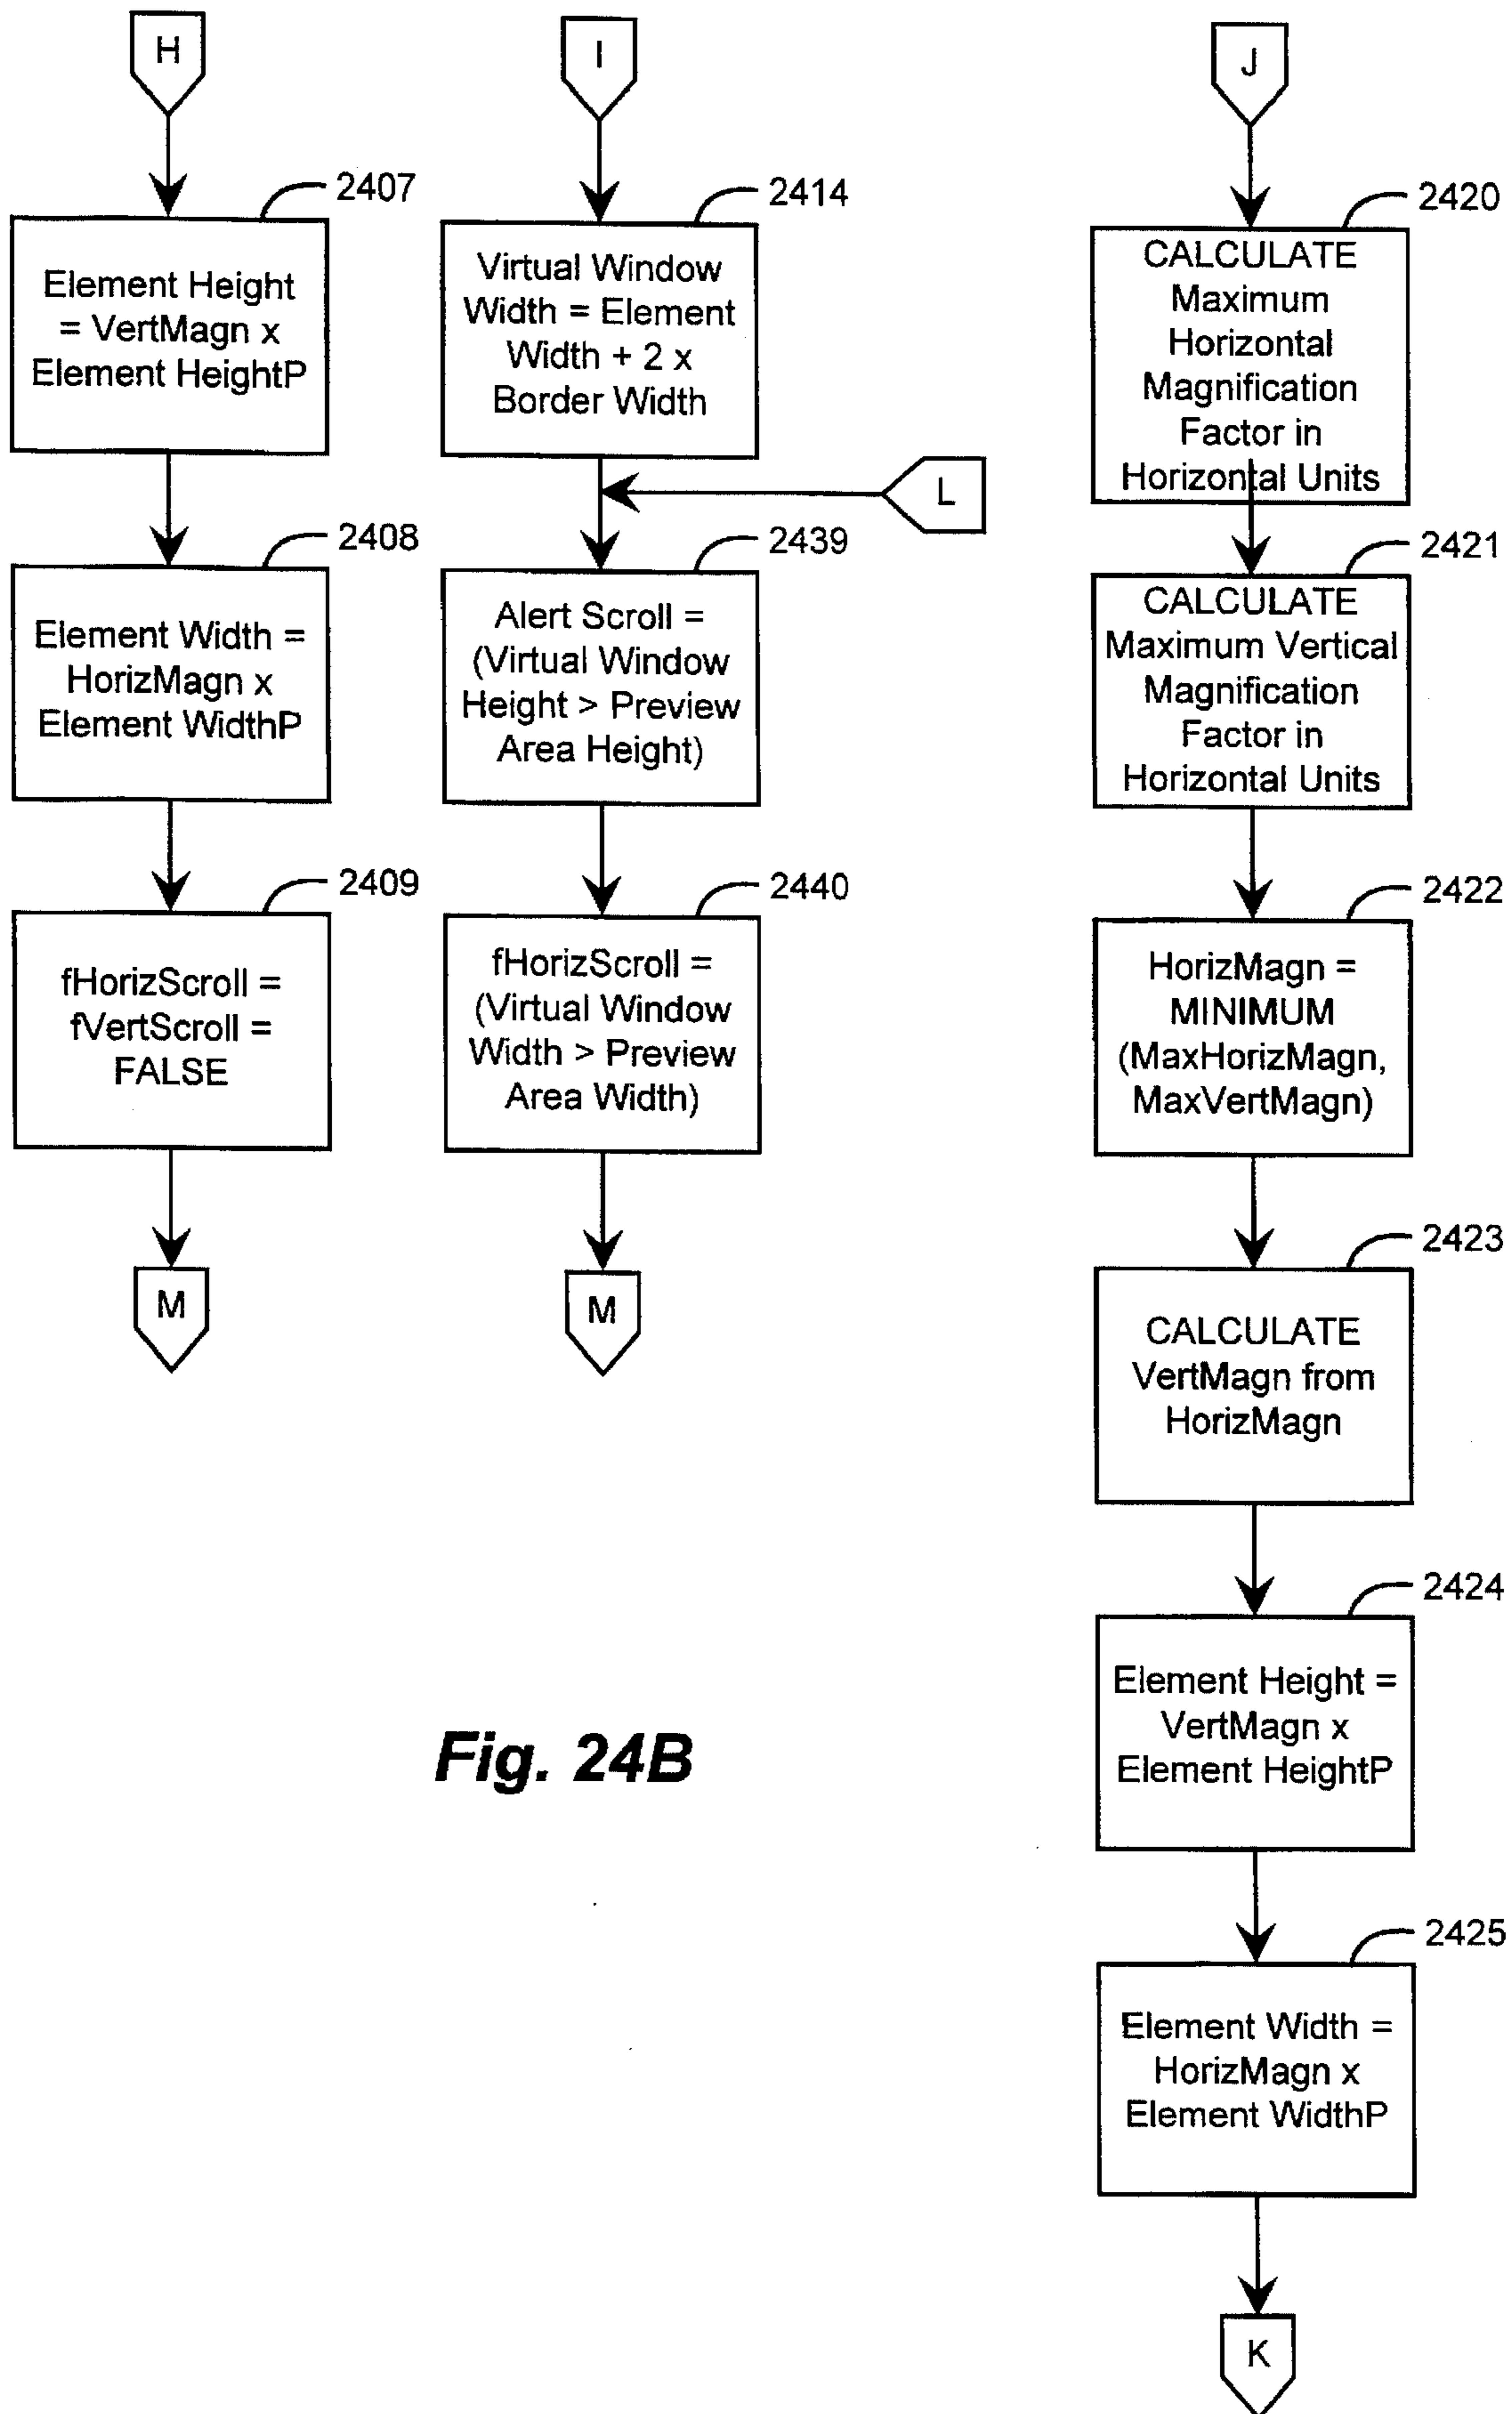 H
2407
Element Height
= VertMagn x
Element HeightP
2408
Element Width =
HorizMagn x
Element WidthP
2409
fHorizScroll =
fVertScroll =
FALSE
M
I
2414
Virtual Window
Width = Element
Width + 2 x
Border Width
L
2439
Alert Scroll =
(Virtual Window
Height > Preview
Area Height)
2440
fHorizScroll =
(Virtual Window
Width > Preview
Area Width)
M
J
2420
CALCULATE
Maximum
Horizontal
Magnification
Factor in
Horizontal Units
2421
CALCULATE
Maximum Vertical
Magnification
Factor in
Horizontal Units
2422
HorizMagn =
MINIMUM
(MaxHorizMagn,
MaxVertMagn)
2423
CALCULATE
VertMagn from
HorizMagn
2424
Element Height =
VertMagn x
Element HeightP
2425
Element Width =
HorizMagn x
Element WidthP
K
Fig. 24B